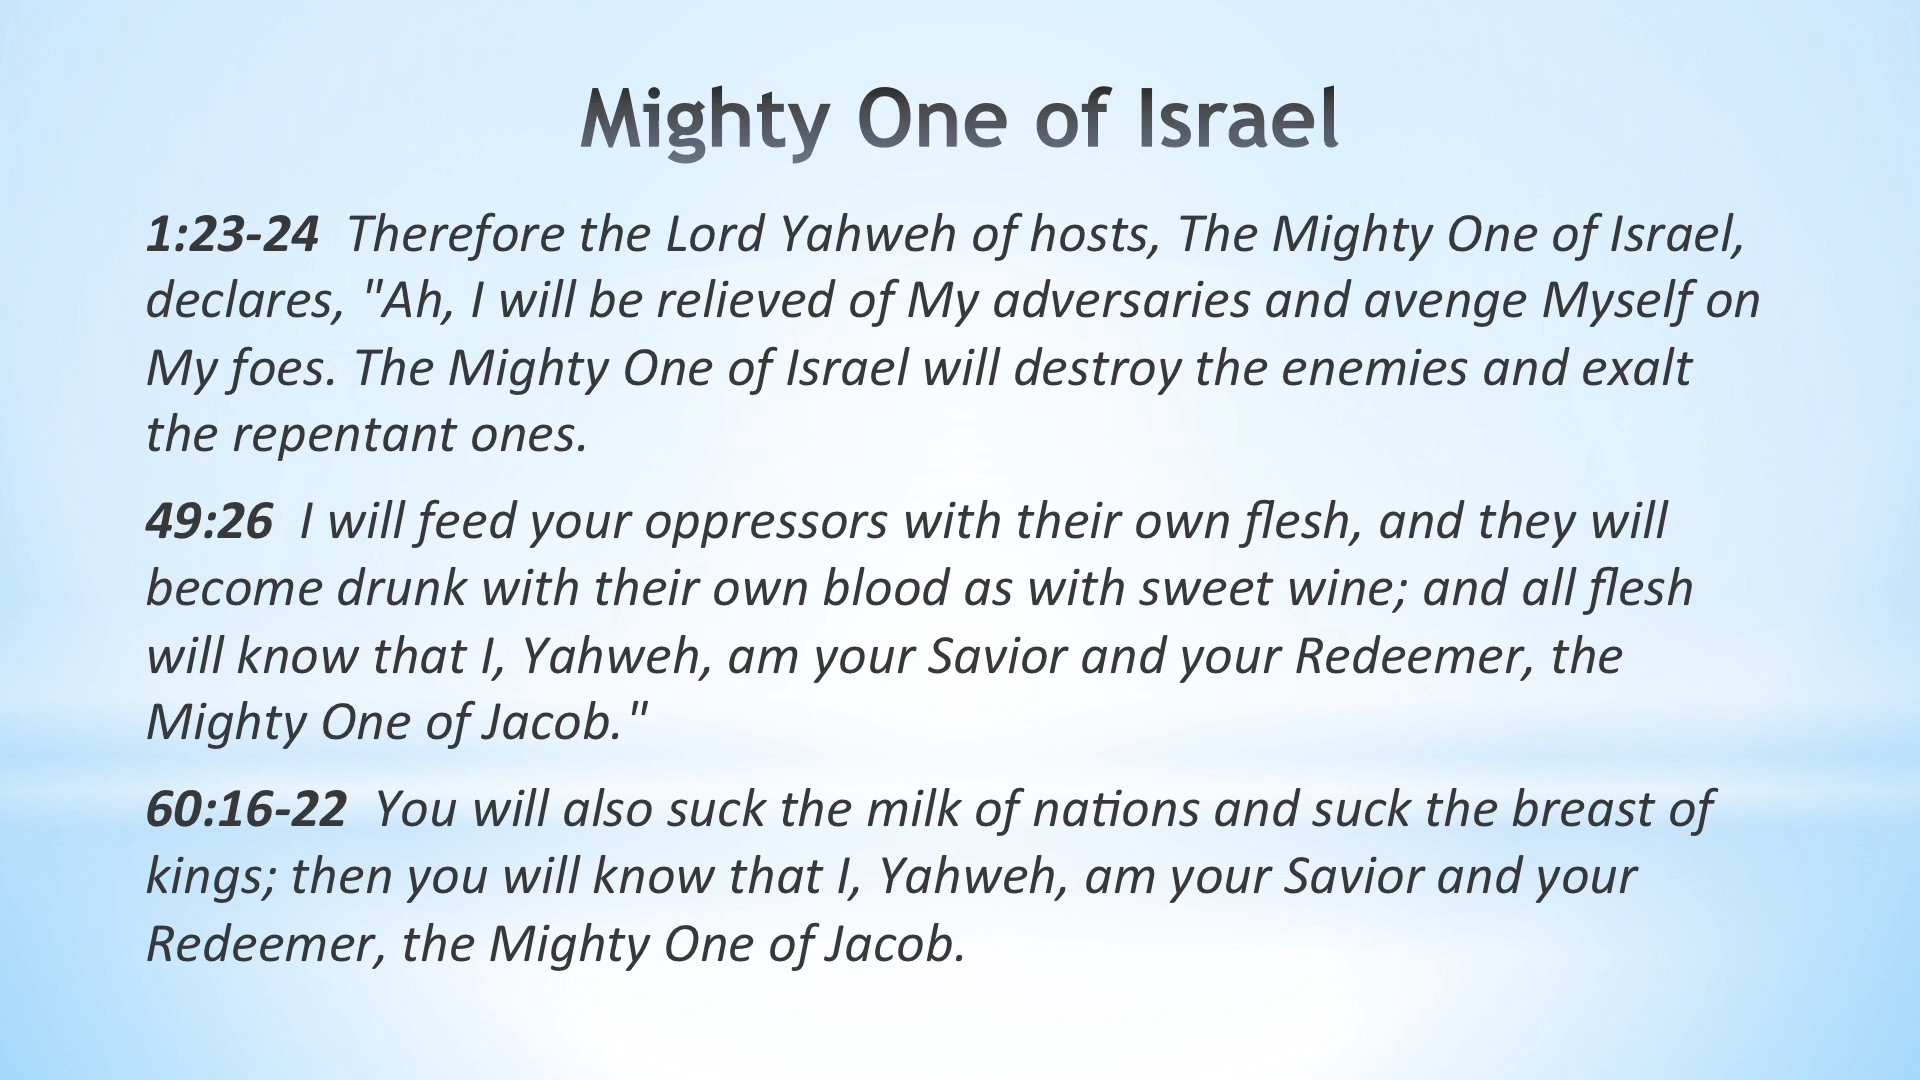 Mighty One of Israel
1:23-24  Therefore the Lord Yahweh of hosts, The Mighty One of Israel,
declares, "Ah, I will be relieved of My adversaries and avenge Myself on
My foes. The Mighty One of Israel will destroy the enemies and exalt
the repentant ones.
49:26  I will feed your oppressors with their own flesh, and they will
become drunk with their own blood as with sweet wine; and all flesh
will know that I, Yahweh, am your Savior and your Redeemer, the
Mighty One of Jacob."
60:16-22  You will also suck the milk of nations and suck the breast of
kings; then you will know that I, Yahweh, am your Savior and your
Redeemer, the Mighty One of Jacob.